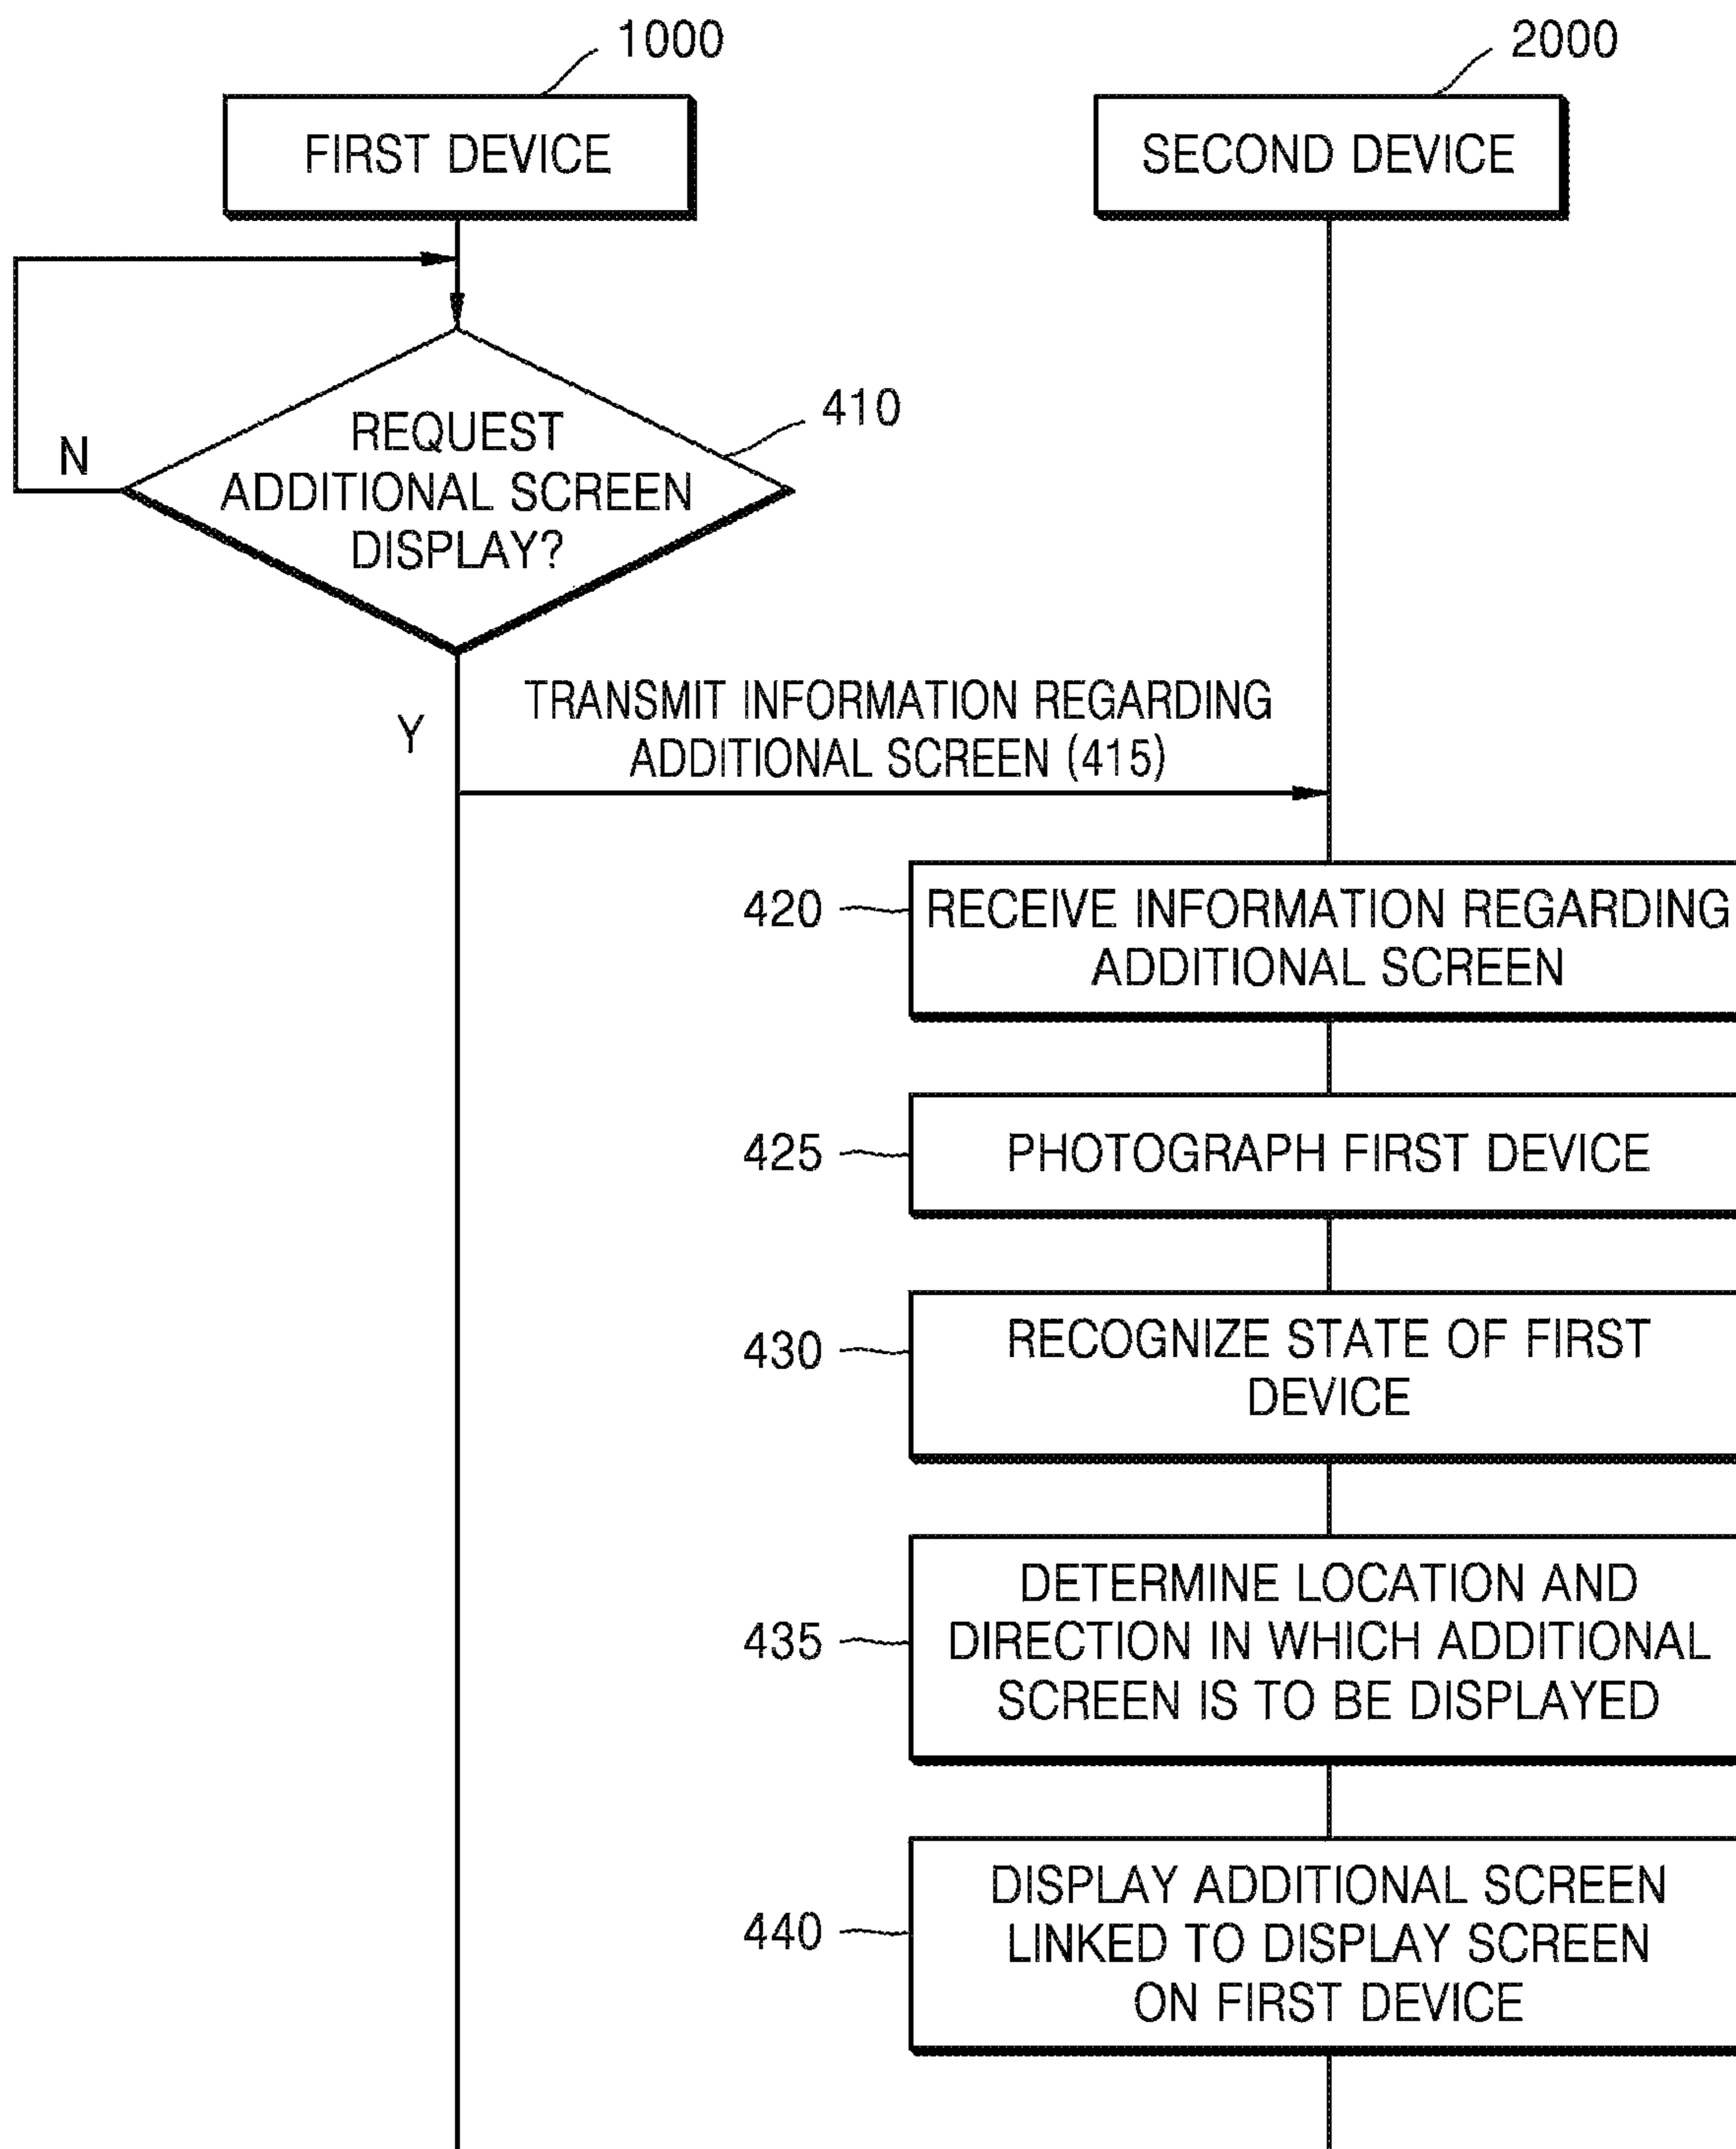 1000
2000
FIRST DEVICE
SECOND DEVICE
410
REQUEST
ADDITIONAL SCREEN
DISPLAY?
N
Y
TRANSMIT INFORMATION REGARDING
ADDITIONAL SCREEN (415)
420
RECEIVE INFORMATION REGARDING
ADDITIONAL SCREEN
425
PHOTOGRAPH FIRST DEVICE
430
RECOGNIZE STATE OF FIRST
DEVICE
435
DETERMINE LOCATION AND
DIRECTION IN WHICH ADDITIONAL
SCREEN IS TO BE DISPLAYED
440
DISPLAY ADDITIONAL SCREEN
LINKED TO DISPLAY SCREEN
ON FIRST DEVICE